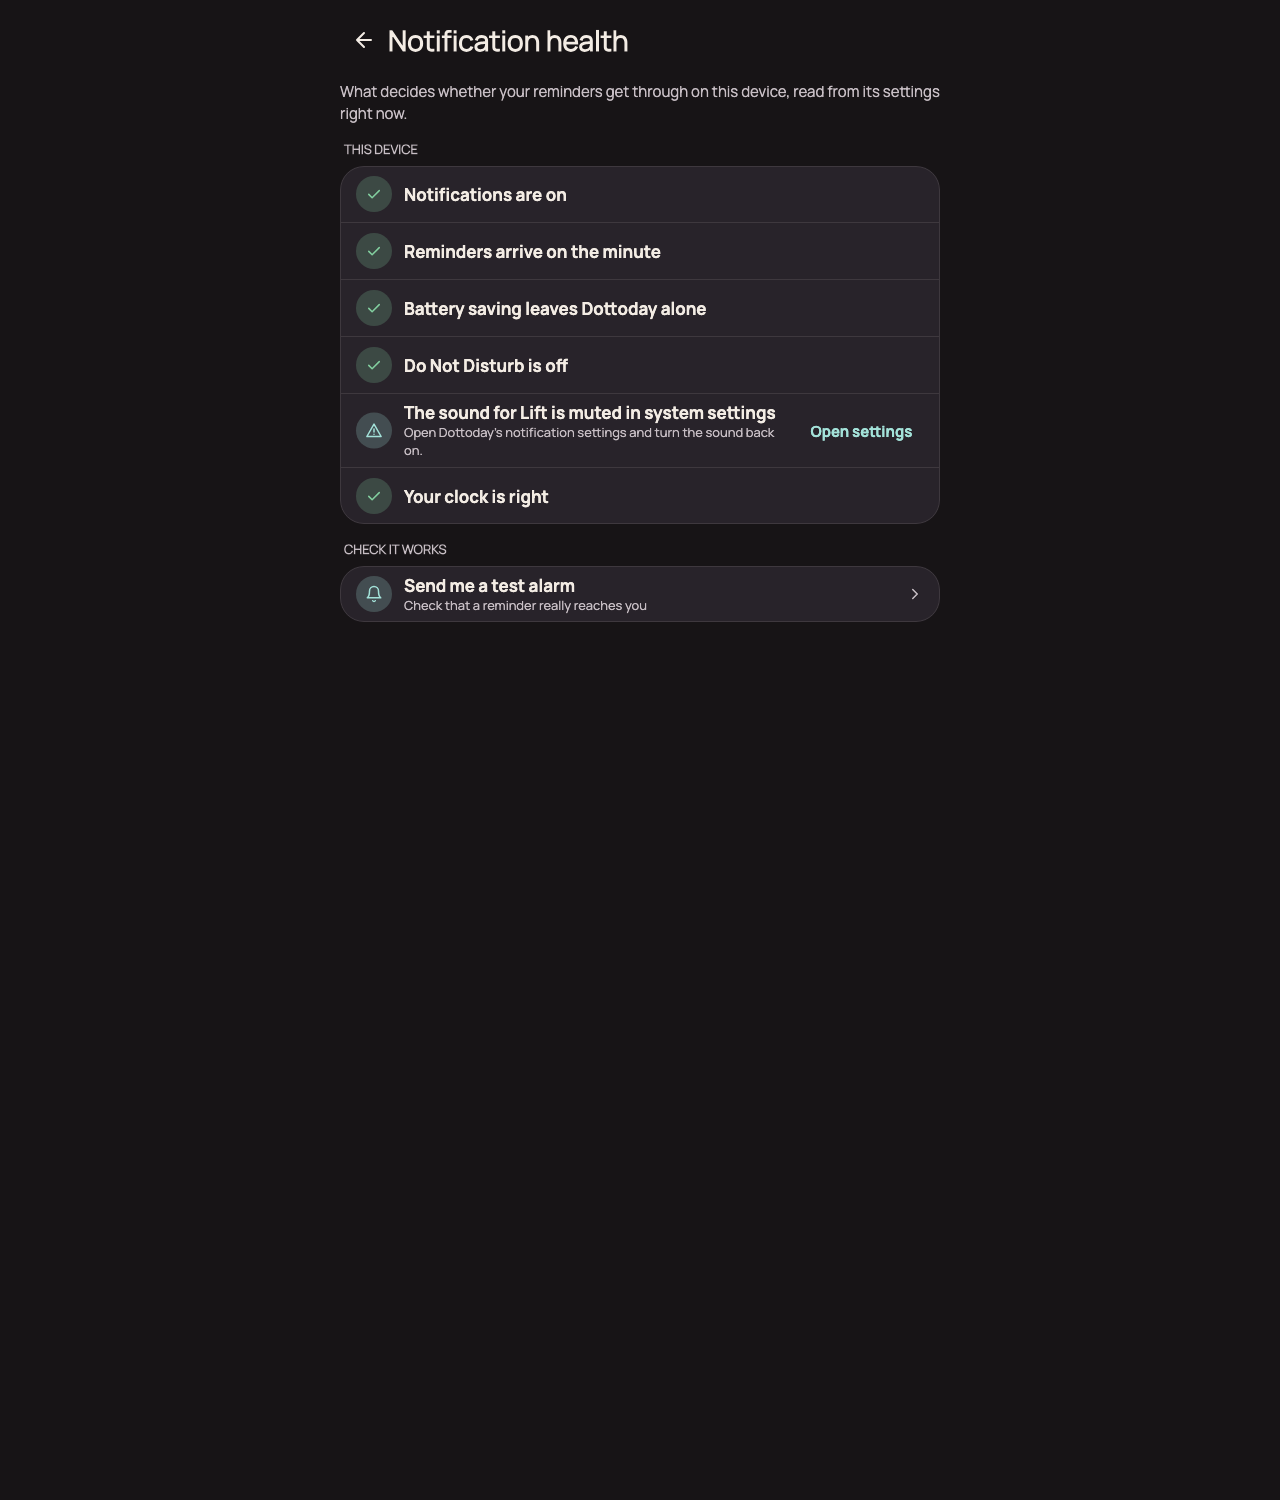 Notification health
What decides whether your reminders get through on this device, read from its settings
right now.
THIS DEVICE
Notifications are on
Reminders arrive on the minute
Battery saving leaves Dottoday alone
Do Not Disturb is off
The sound for Lift is muted in system settings
Open Dottoday's notification settings and turn the sound back
on.
Open settings
Your clock is right
CHECK IT WORKS
Send me a test alarm
Check that a reminder really reaches you